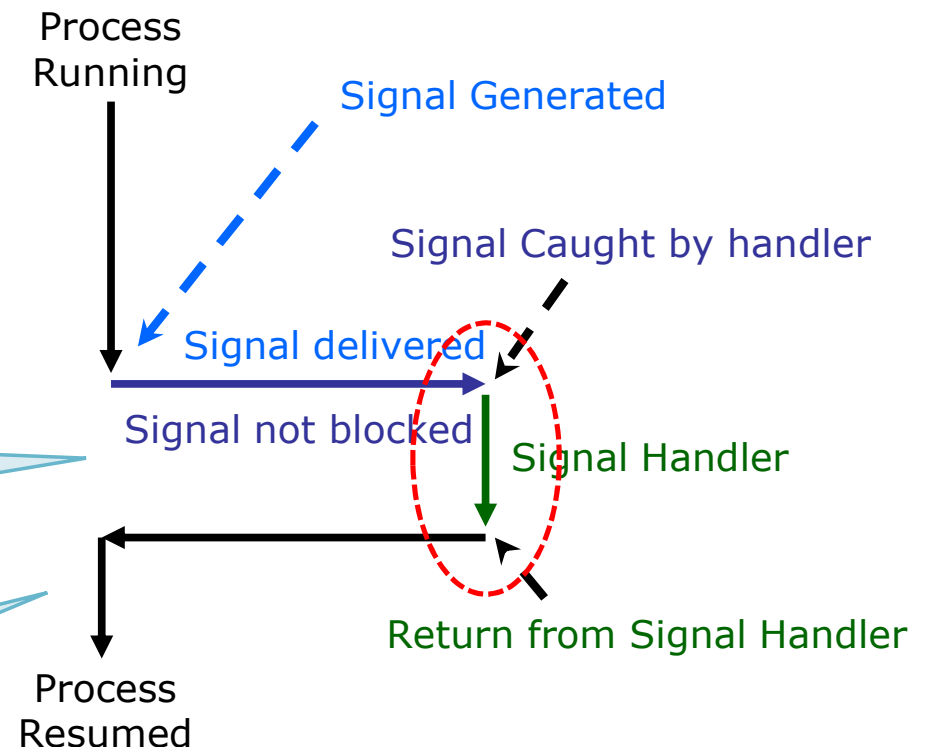 Process
Running
Signal Generated
Signal Caught by handler
Signal delivered
Signal not blocked
Signal Handler
Return from Signal Handler
Process
Resumed